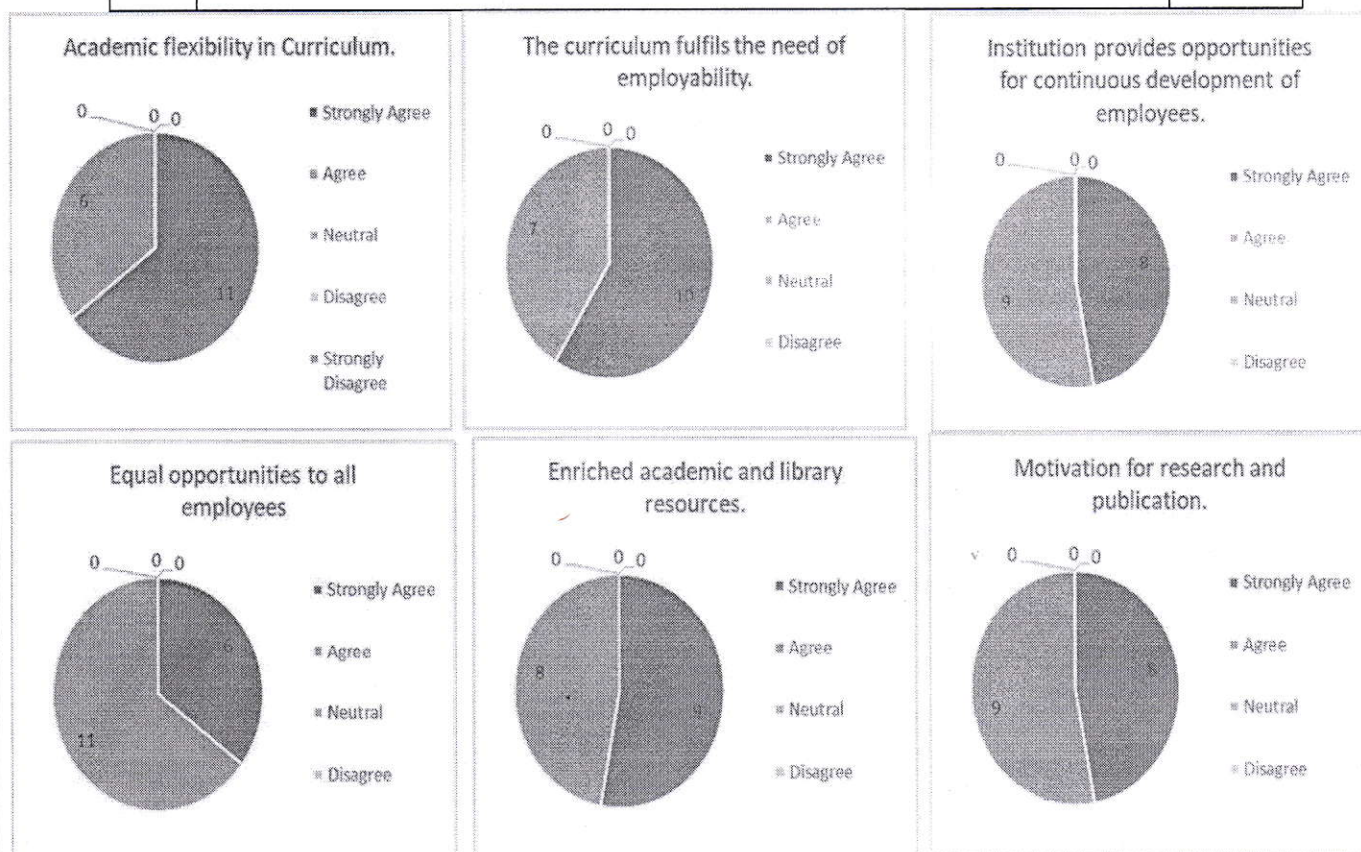 Academic flexibility in Curriculum.
0 0 0
6
11
Strongly Agree
Agree
Neutral
Disagree
Strongly
Disagree
The curriculum fulfils the need of
employability.
0 0 0
7
10
Strongly Agree
Agree
Neutral
Disagree
Institution provides opportunities
for continuous development of
employees.
0 0 0
9
8
Strongly Agree
Agree
Neutral
Disagree
Equal opportunities to all
employees
0 0 0
6
11
Strongly Agree
Agree
Neutral
Disagree
Enriched academic and library
resources.
0 0 0
8
9
Strongly Agree
Agree
Neutral
Disagree
Motivation for research and
publication.
0 0 0
9
8
Strongly Agree
Agree
Neutral
Disagree